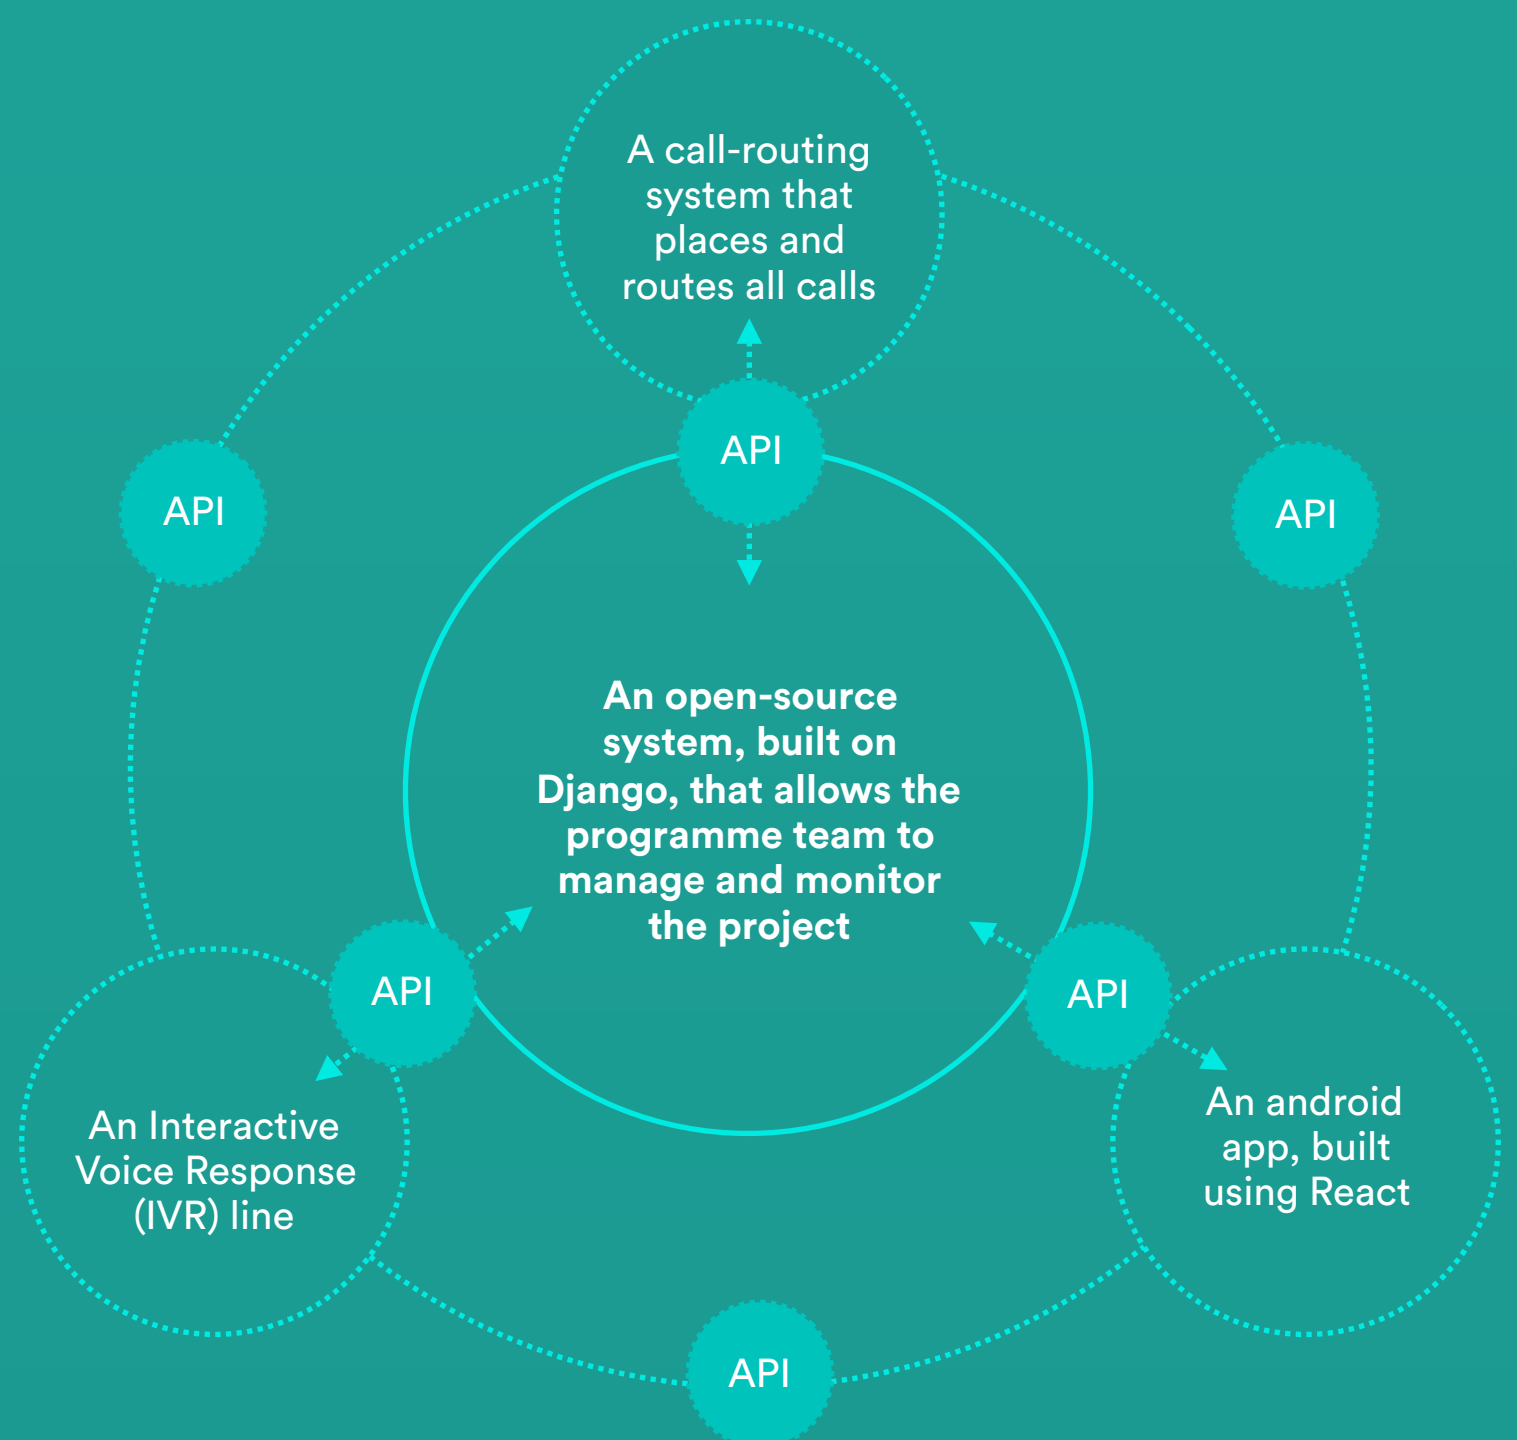 A call-routing
system that
places and
routes all calls
API
API
API
An open-source
system, built on
Django, that allows the
programme team to
manage and monitor
the project
API
API
An Interactive
Voice Response
(IVR) line
An android
app, built
using React
API